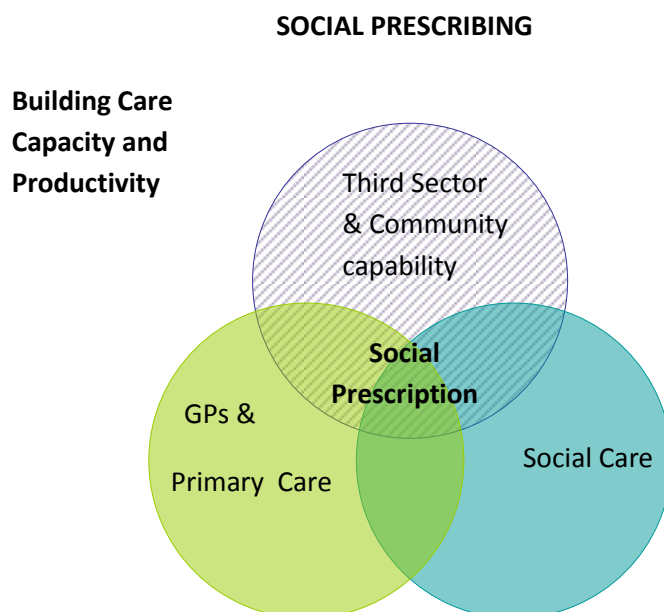 SOCIAL PRESCRIBING
Building Care
Capacity and
Productivity
Third Sector
& Community
capability
Social
Prescription
GPs &
Primary Care
Social Care